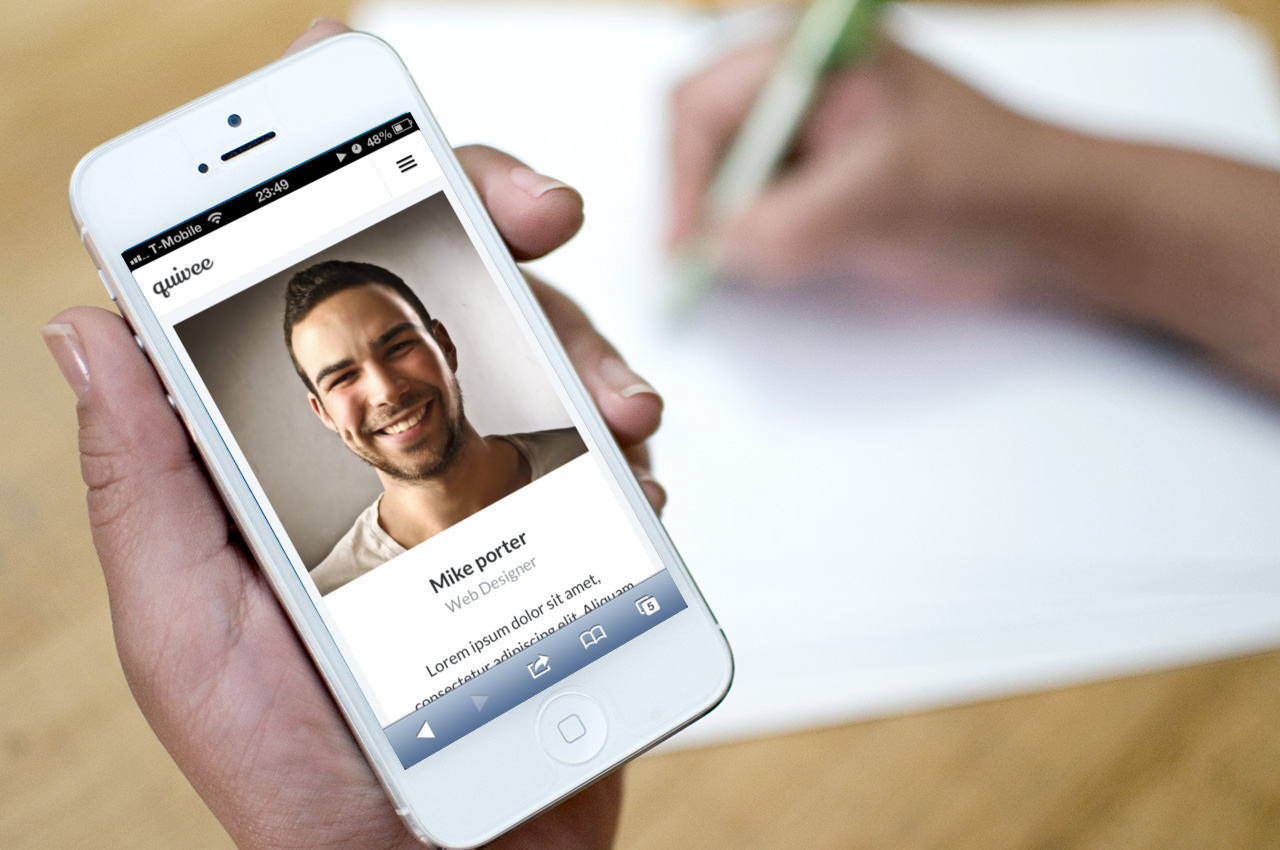 T-Mobile 23:49 48%
quivee
Mike porter
Web Designer
Lorem ipsum dolor sit amet,
consectetur adipiscing elit. Aliquam
5